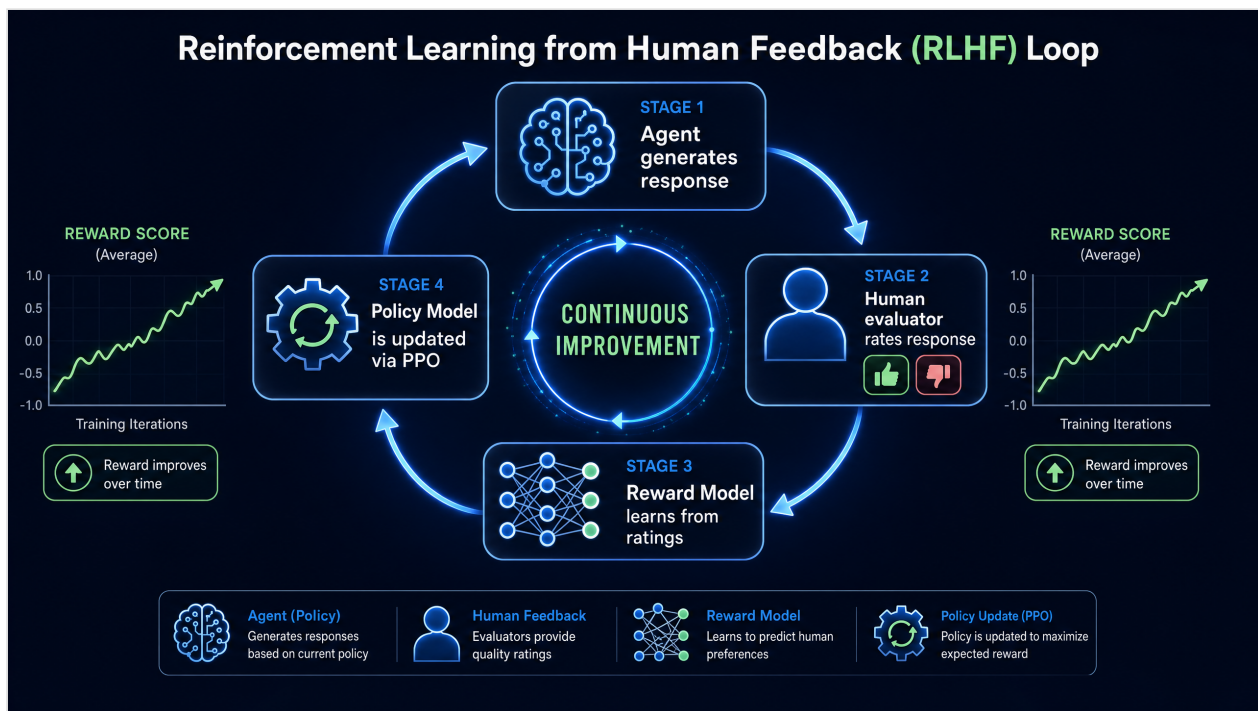 Reinforcement Learning from Human Feedback (RLHF) Loop
STAGE 1
Agent
generates
response
STAGE 2
Human
evaluator
rates response
STAGE 3
Reward Model
learns from
ratings
STAGE 4
Policy Model
is updated
via PPO
CONTINUOUS
IMPROVEMENT
REWARD SCORE
(Average)
1.0
0.5
0.0
-0.5
-1.0
Training Iterations
Reward improves
over time
REWARD SCORE
(Average)
1.0
0.5
0.0
-0.5
-1.0
Training Iterations
Reward improves
over time
Agent (Policy)
Generates responses
based on current policy
Human Feedback
Evaluators provide
quality ratings
Reward Model
Learns to predict human
preferences
Policy Update (PPO)
Policy is updated to maximize
expected reward